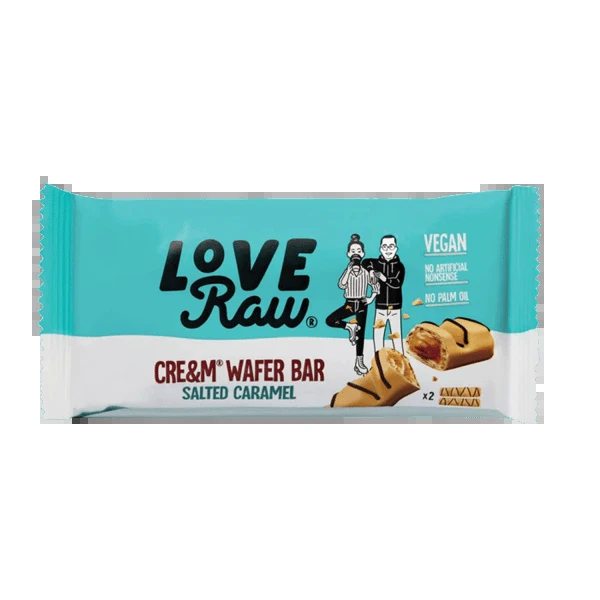 LOVE
Raw®
CRE&M® WAFER BAR
SALTED CARAMEL
VEGAN
NO ARTIFICIAL
NONSENSE
NO PALM OIL
x2